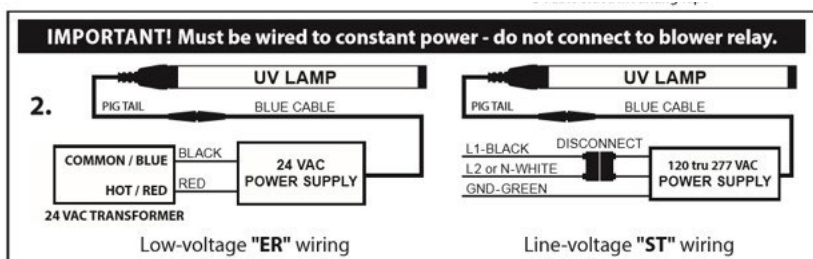 IMPORTANT! Must be wired to constant power - do not connect to blower relay.
2.
UV LAMP
PIG TAIL
BLUE CABLE
COMMON / BLUE
BLACK
HOT / RED
RED
24 VAC
POWER SUPPLY
24 VAC TRANSFORMER
Low-voltage "ER" wiring
UV LAMP
PIG TAIL
BLUE CABLE
L1-BLACK
DISCONNECT
L2 or N-WHITE
GND-GREEN
120 tru 277 VAC
POWER SUPPLY
Line-voltage "ST" wiring